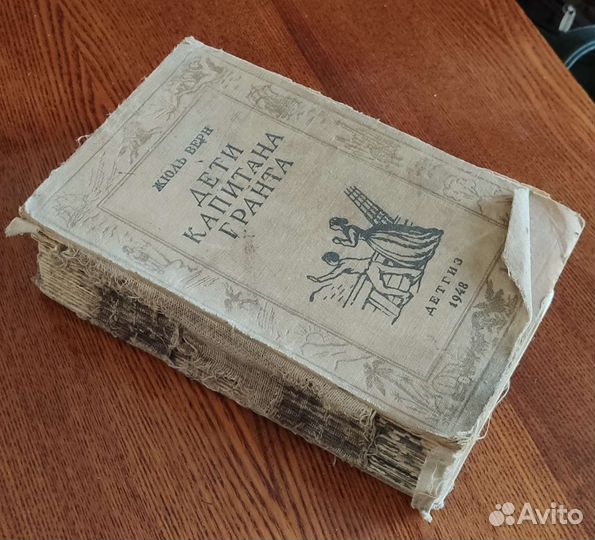 ЖЮЛЬ ВЕРН
ДЕТИ
КАПИТАНА
ГРАНТА
ДЕТГИЗ
1948
Avito